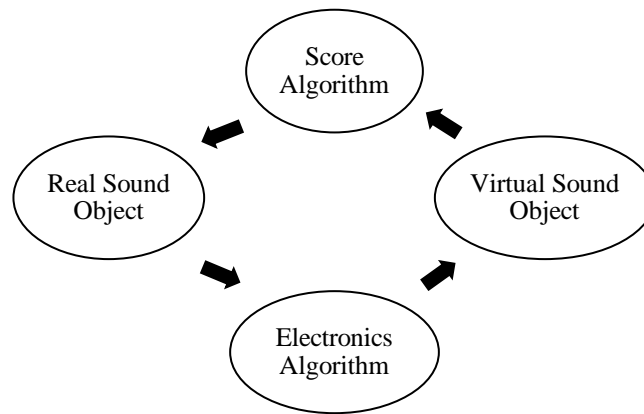 Score
Algorithm
Real Sound
Object
Virtual Sound
Object
Electronics
Algorithm